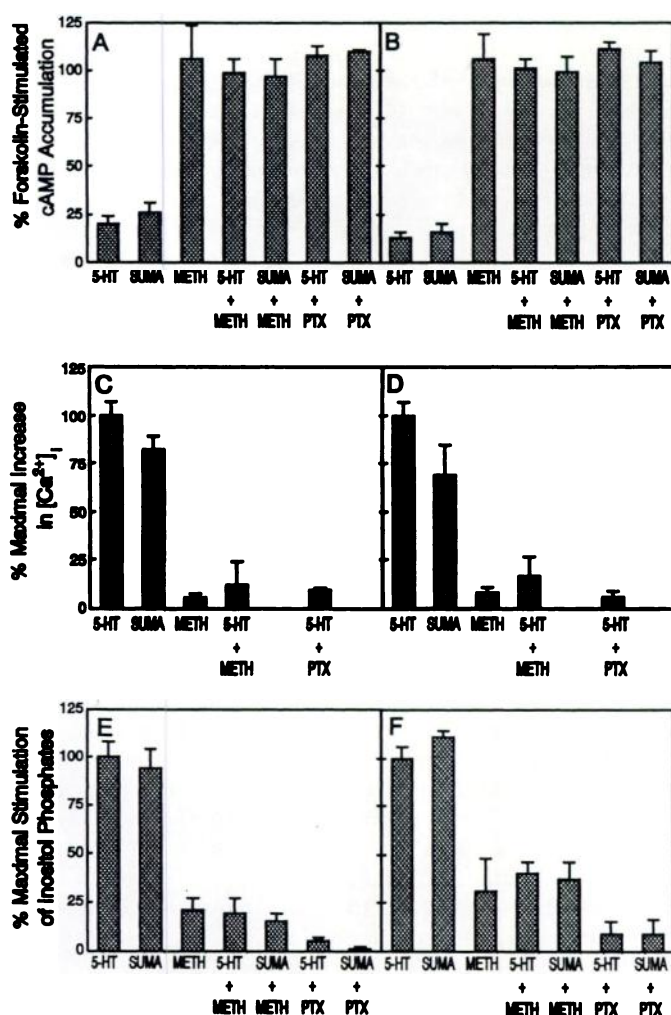 % Forskolin-Stimulated
cAMP Accumulation
125
100
75
50
25
0
A
B
5-HT SUMA METH 5-HT SUMA 5-HT SUMA
+ + + +
METH METH PTX PTX
5-HT SUMA METH 5-HT SUMA 5-HT SUMA
+ + + +
METH METH PTX PTX
% Maximal Increase
in [Ca2+]i
125
100
75
50
25
0
C
D
5-HT SUMA METH 5-HT 5-HT
+ +
METH PTX
5-HT SUMA METH 5-HT 5-HT
+ +
METH PTX
% Maximal Stimulation
of Inositol Phosphates
125
100
75
50
25
0
E
F
5-HT SUMA METH 5-HT SUMA 5-HT SUMA
+ + + +
METH METH PTX PTX
5-HT SUMA METH 5-HT SUMA 5-HT SUMA
+ + + +
METH METH PTX PTX